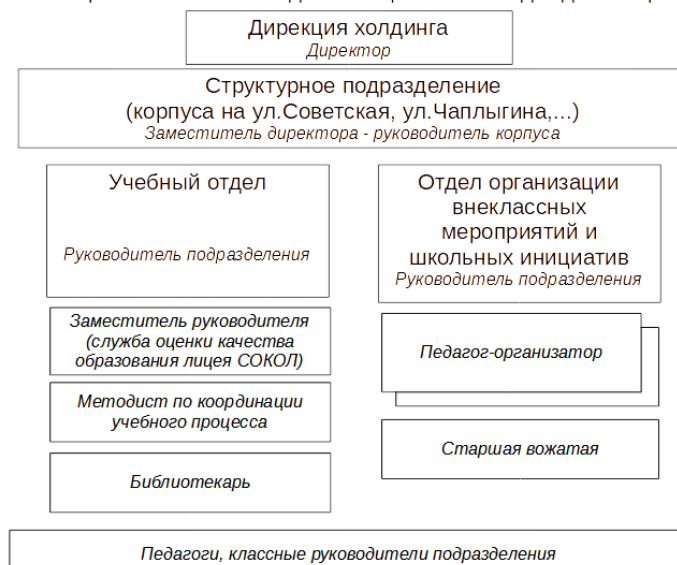 Дирекция холдинга
Директор
Структурное подразделение
(корпуса на ул.Советская, ул.Чаплыгина,...)
Заместитель директора - руководитель корпуса
Учебный отдел
Руководитель подразделения
Отдел организации
внеклассных
мероприятий и
школьных инициатив
Руководитель подразделения
Заместитель руководителя
(служба оценки качества
образования лицея СОКОЛ)
Методист по координации
учебного процесса
Библиотекарь
Педагог-организатор
Старшая вожатая
Педагоги, классные руководители подразделения